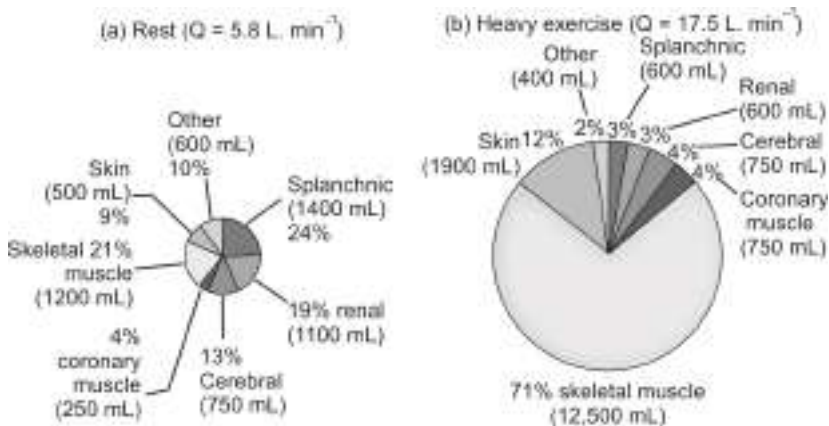 (a) Rest (Q = 5.8 L. min⁻¹)
Other
(600 mL)
10%
Skin
(500 mL)
9%
Splanchnic
(1400 mL)
24%
Skeletal 21%
muscle
(1200 mL)
19% renal
(1100 mL)
4%
coronary
muscle
(250 mL)
13%
Cerebral
(750 mL)
(b) Heavy exercise (Q = 17.5 L. min⁻¹)
Other
(400 mL)
2%
Splanchnic
(600 mL)
3%
Renal
(600 mL)
3%
Cerebral
(750 mL)
4%
Coronary
muscle
(750 mL)
4%
Skin 12%
(1900 mL)
71% skeletal muscle
(12,500 mL)